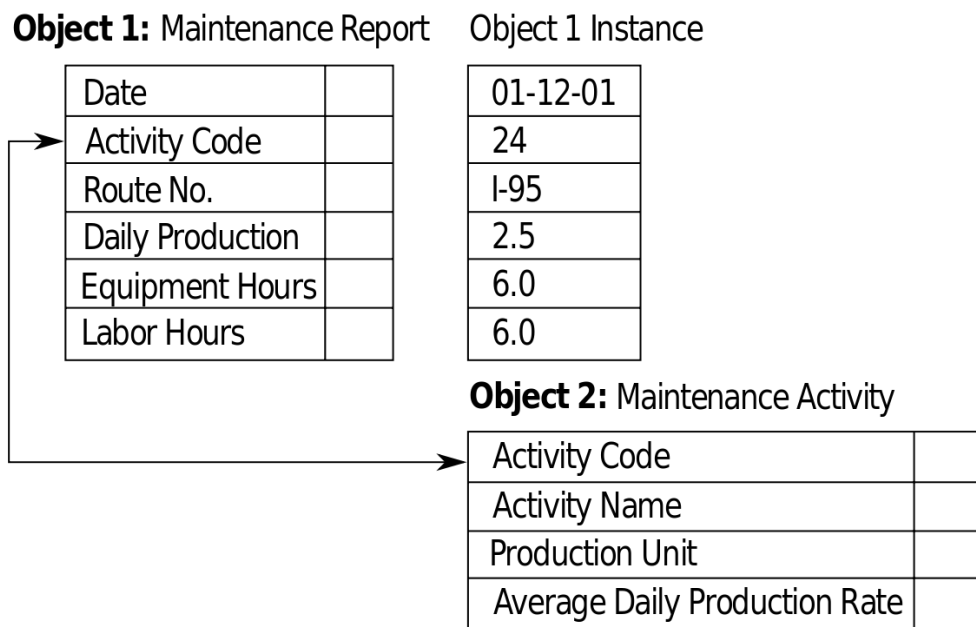 Object 1: Maintenance Report
Object 1 Instance
Date
01-12-01
Activity Code
24
Route No.
I-95
Daily Production
2.5
Equipment Hours
6.0
Labor Hours
6.0
Object 2: Maintenance Activity
Activity Code
Activity Name
Production Unit
Average Daily Production Rate